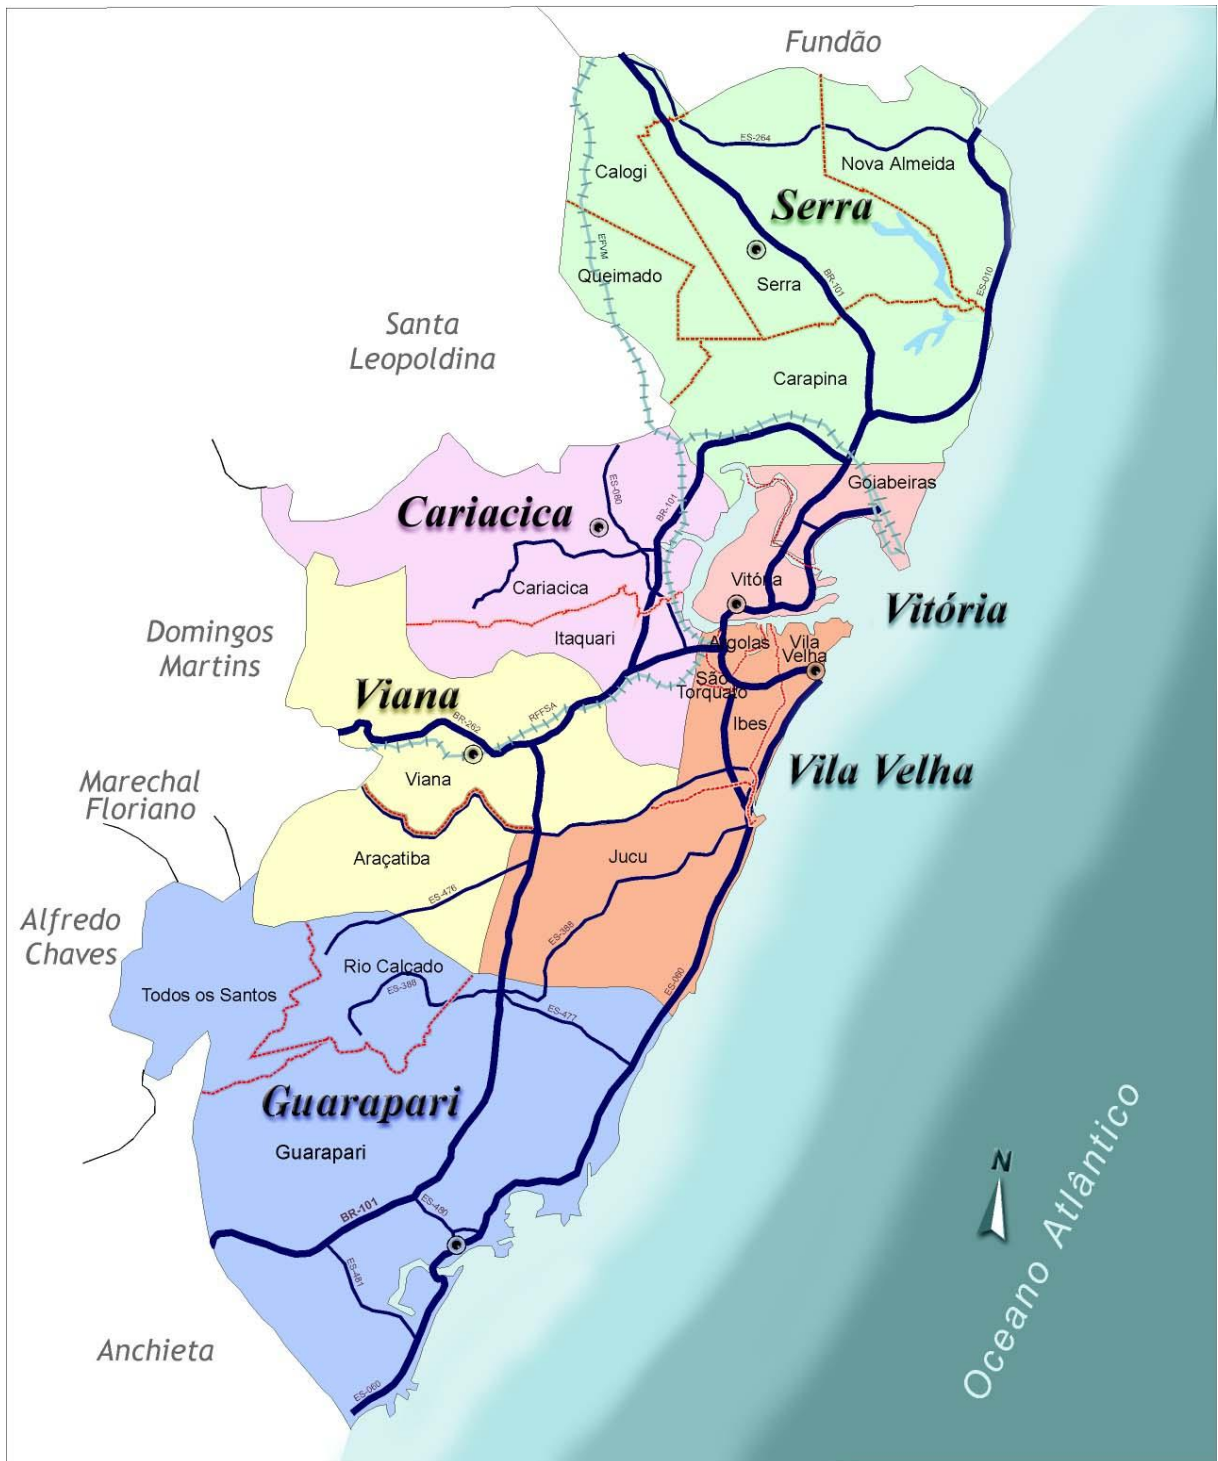 Fundão
ES-264
Nova Almeida
Calogi
Serra
EFVM
Queimado
Serra
BR-101
ES-010
Santa
Leopoldina
Carapina
Goiabeiras
ES-080
BR-101
Cariacica
Vitória
Cariacica
Vitória
Domingos
Martins
Itaquari
Argolas
Vila
Velha
São
Torquato
Viana
BR-262
RFFSA
Ibes
Vila Velha
Viana
Marechal
Floriano
Araçatiba
Jucu
ES-476
Alfredo
Chaves
ES-388
Rio Calçado
Todos os Santos
ES-388
ES-060
ES-477
Guarapari
Guarapari
N
Oceano Atlântico
BR-101
ES-480
ES-481
Anchieta
ES-060